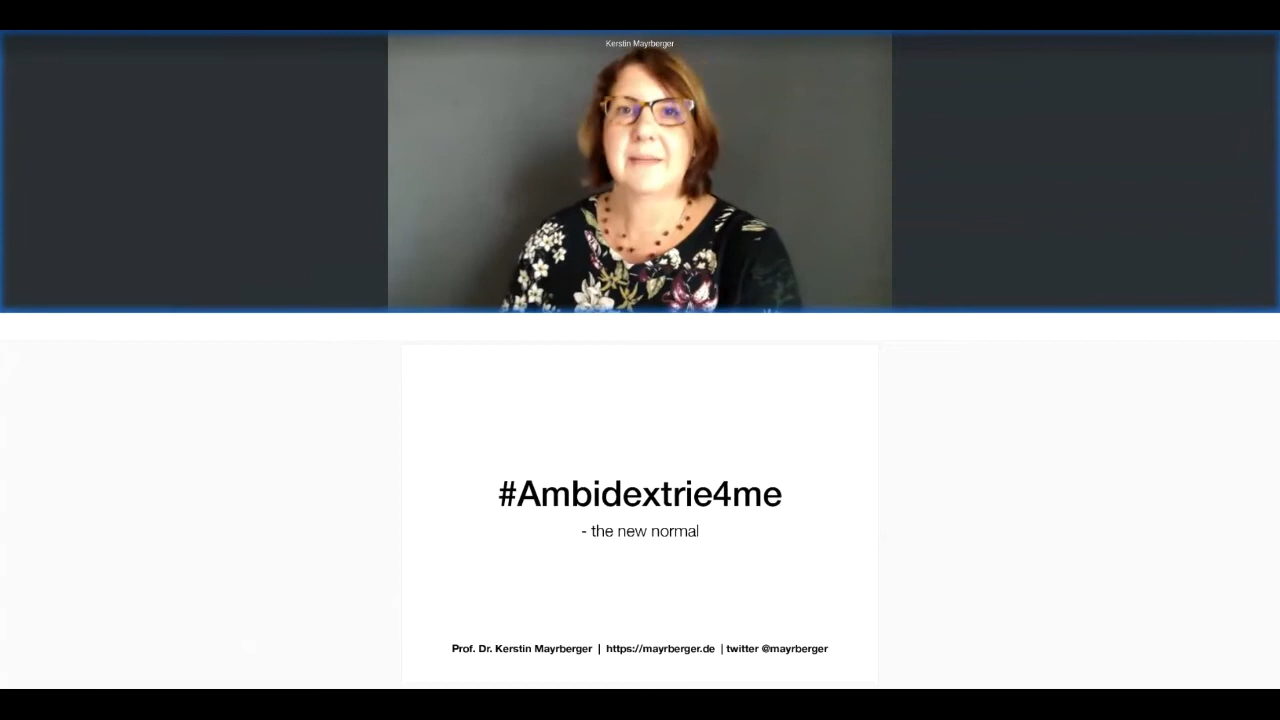 Kerstin Mayrberger
#Ambidextrie4me
- the new normal
Prof. Dr. Kerstin Mayrberger | https://mayrberger.de | twitter @mayrberger